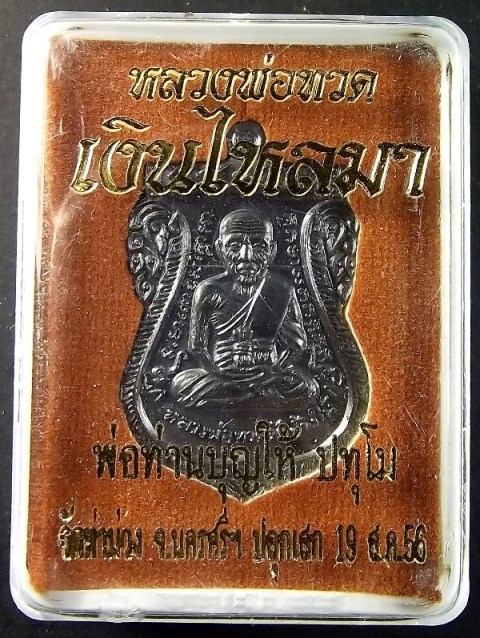 หลวงพ่อทวด
เงินไหลมา
พ่อท่านบุญให้ ปทุโม
วัดท่าม่วง จ.นครศรีฯ ปลุกเสก 19 ส.ค.56